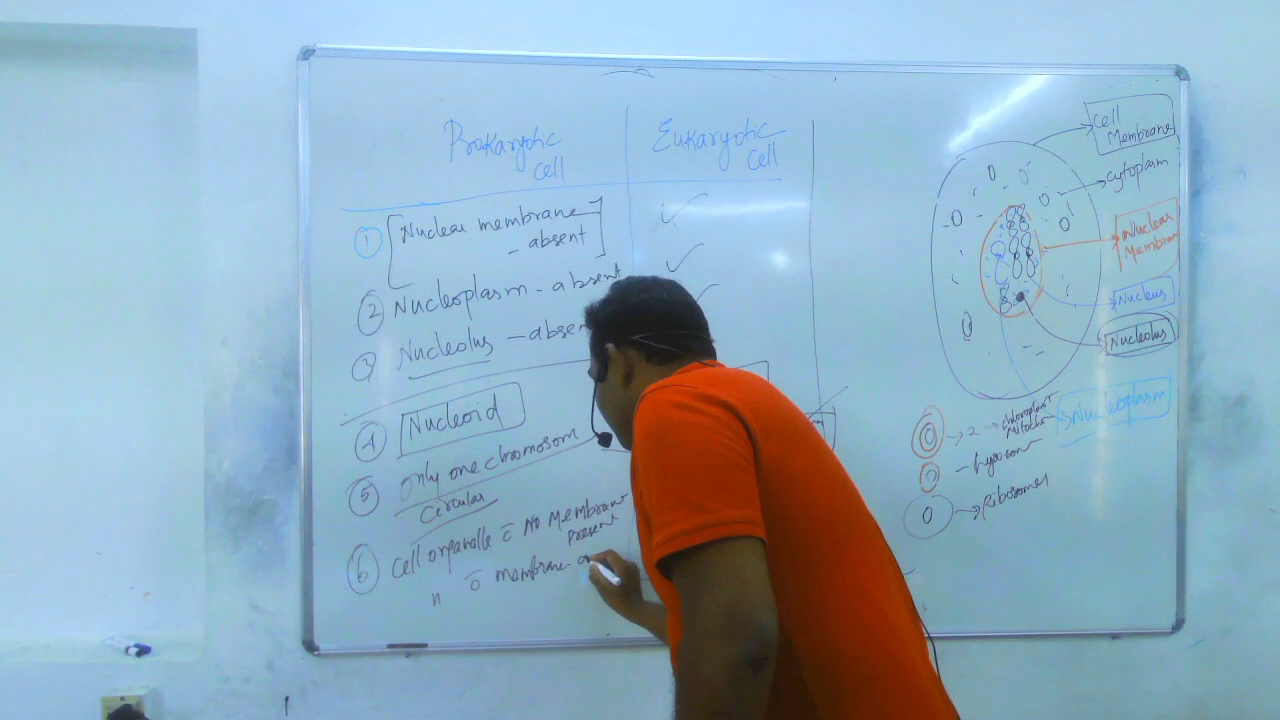 Prokaryotic
cell
Eukaryotic
cell
① Nuclear membrane
- absent
② Nucleoplasm - absent
③ Nucleolus - absen
④ Nucleoid
⑤ only one chromosom
circular
⑥ cell organelle c̄ No Membrane
Present
" c̄ membrane
cell
Membrane
cytoplasm
Nuclear
Membran
Nucleus
Nucleolus
Nucleoplasm
→ 2 → chloroplast
Mitocho
- Lysosom
→ Ribosomes